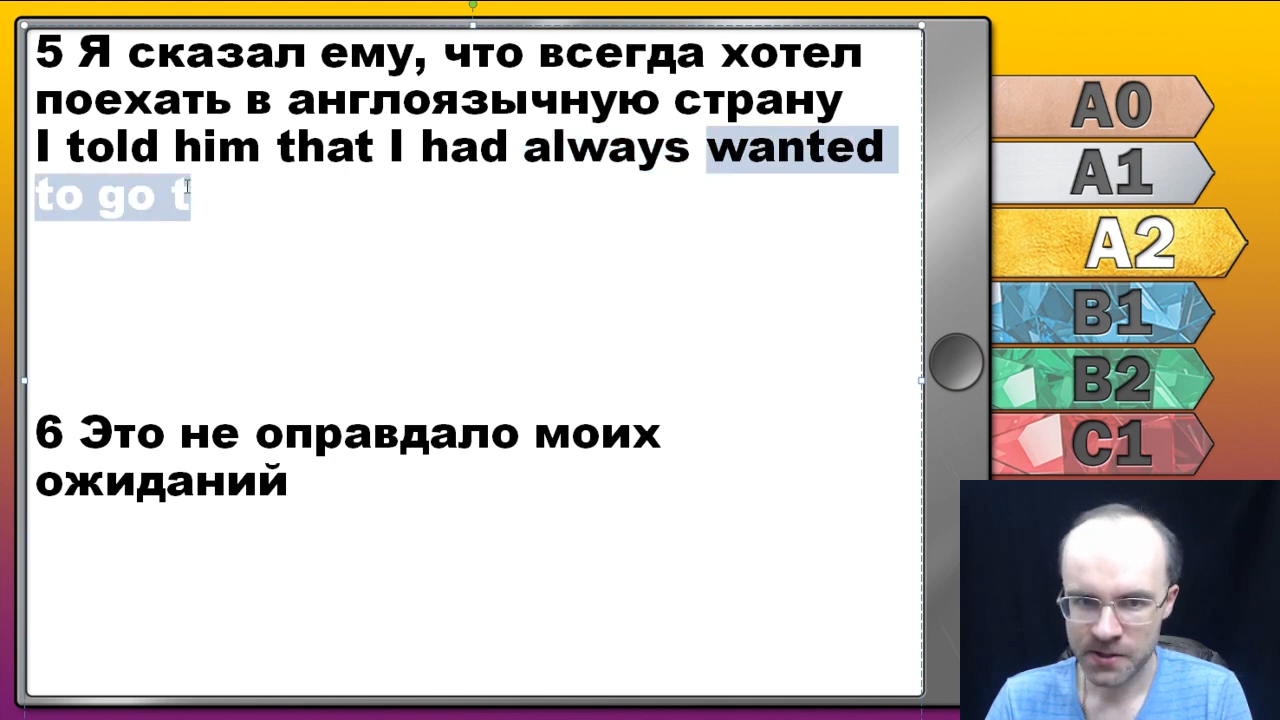 5 Я сказал ему, что всегда хотел
поехать в англоязычную страну
I told him that I had always wanted
to go t
6 Это не оправдало моих
ожиданий
A0
A1
A2
B1
B2
C1